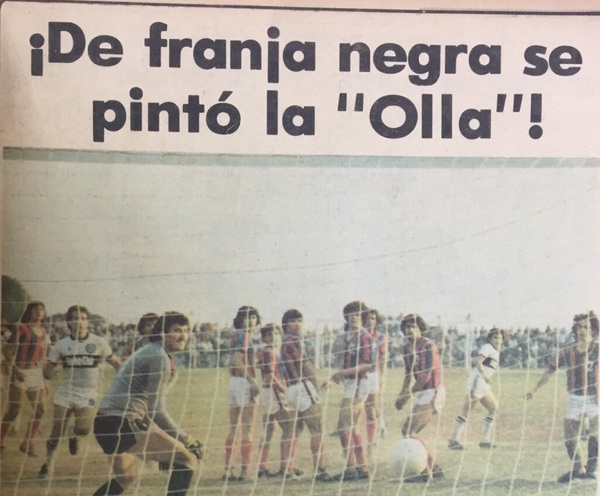 ¡De franja negra se
pintó la "Olla"!